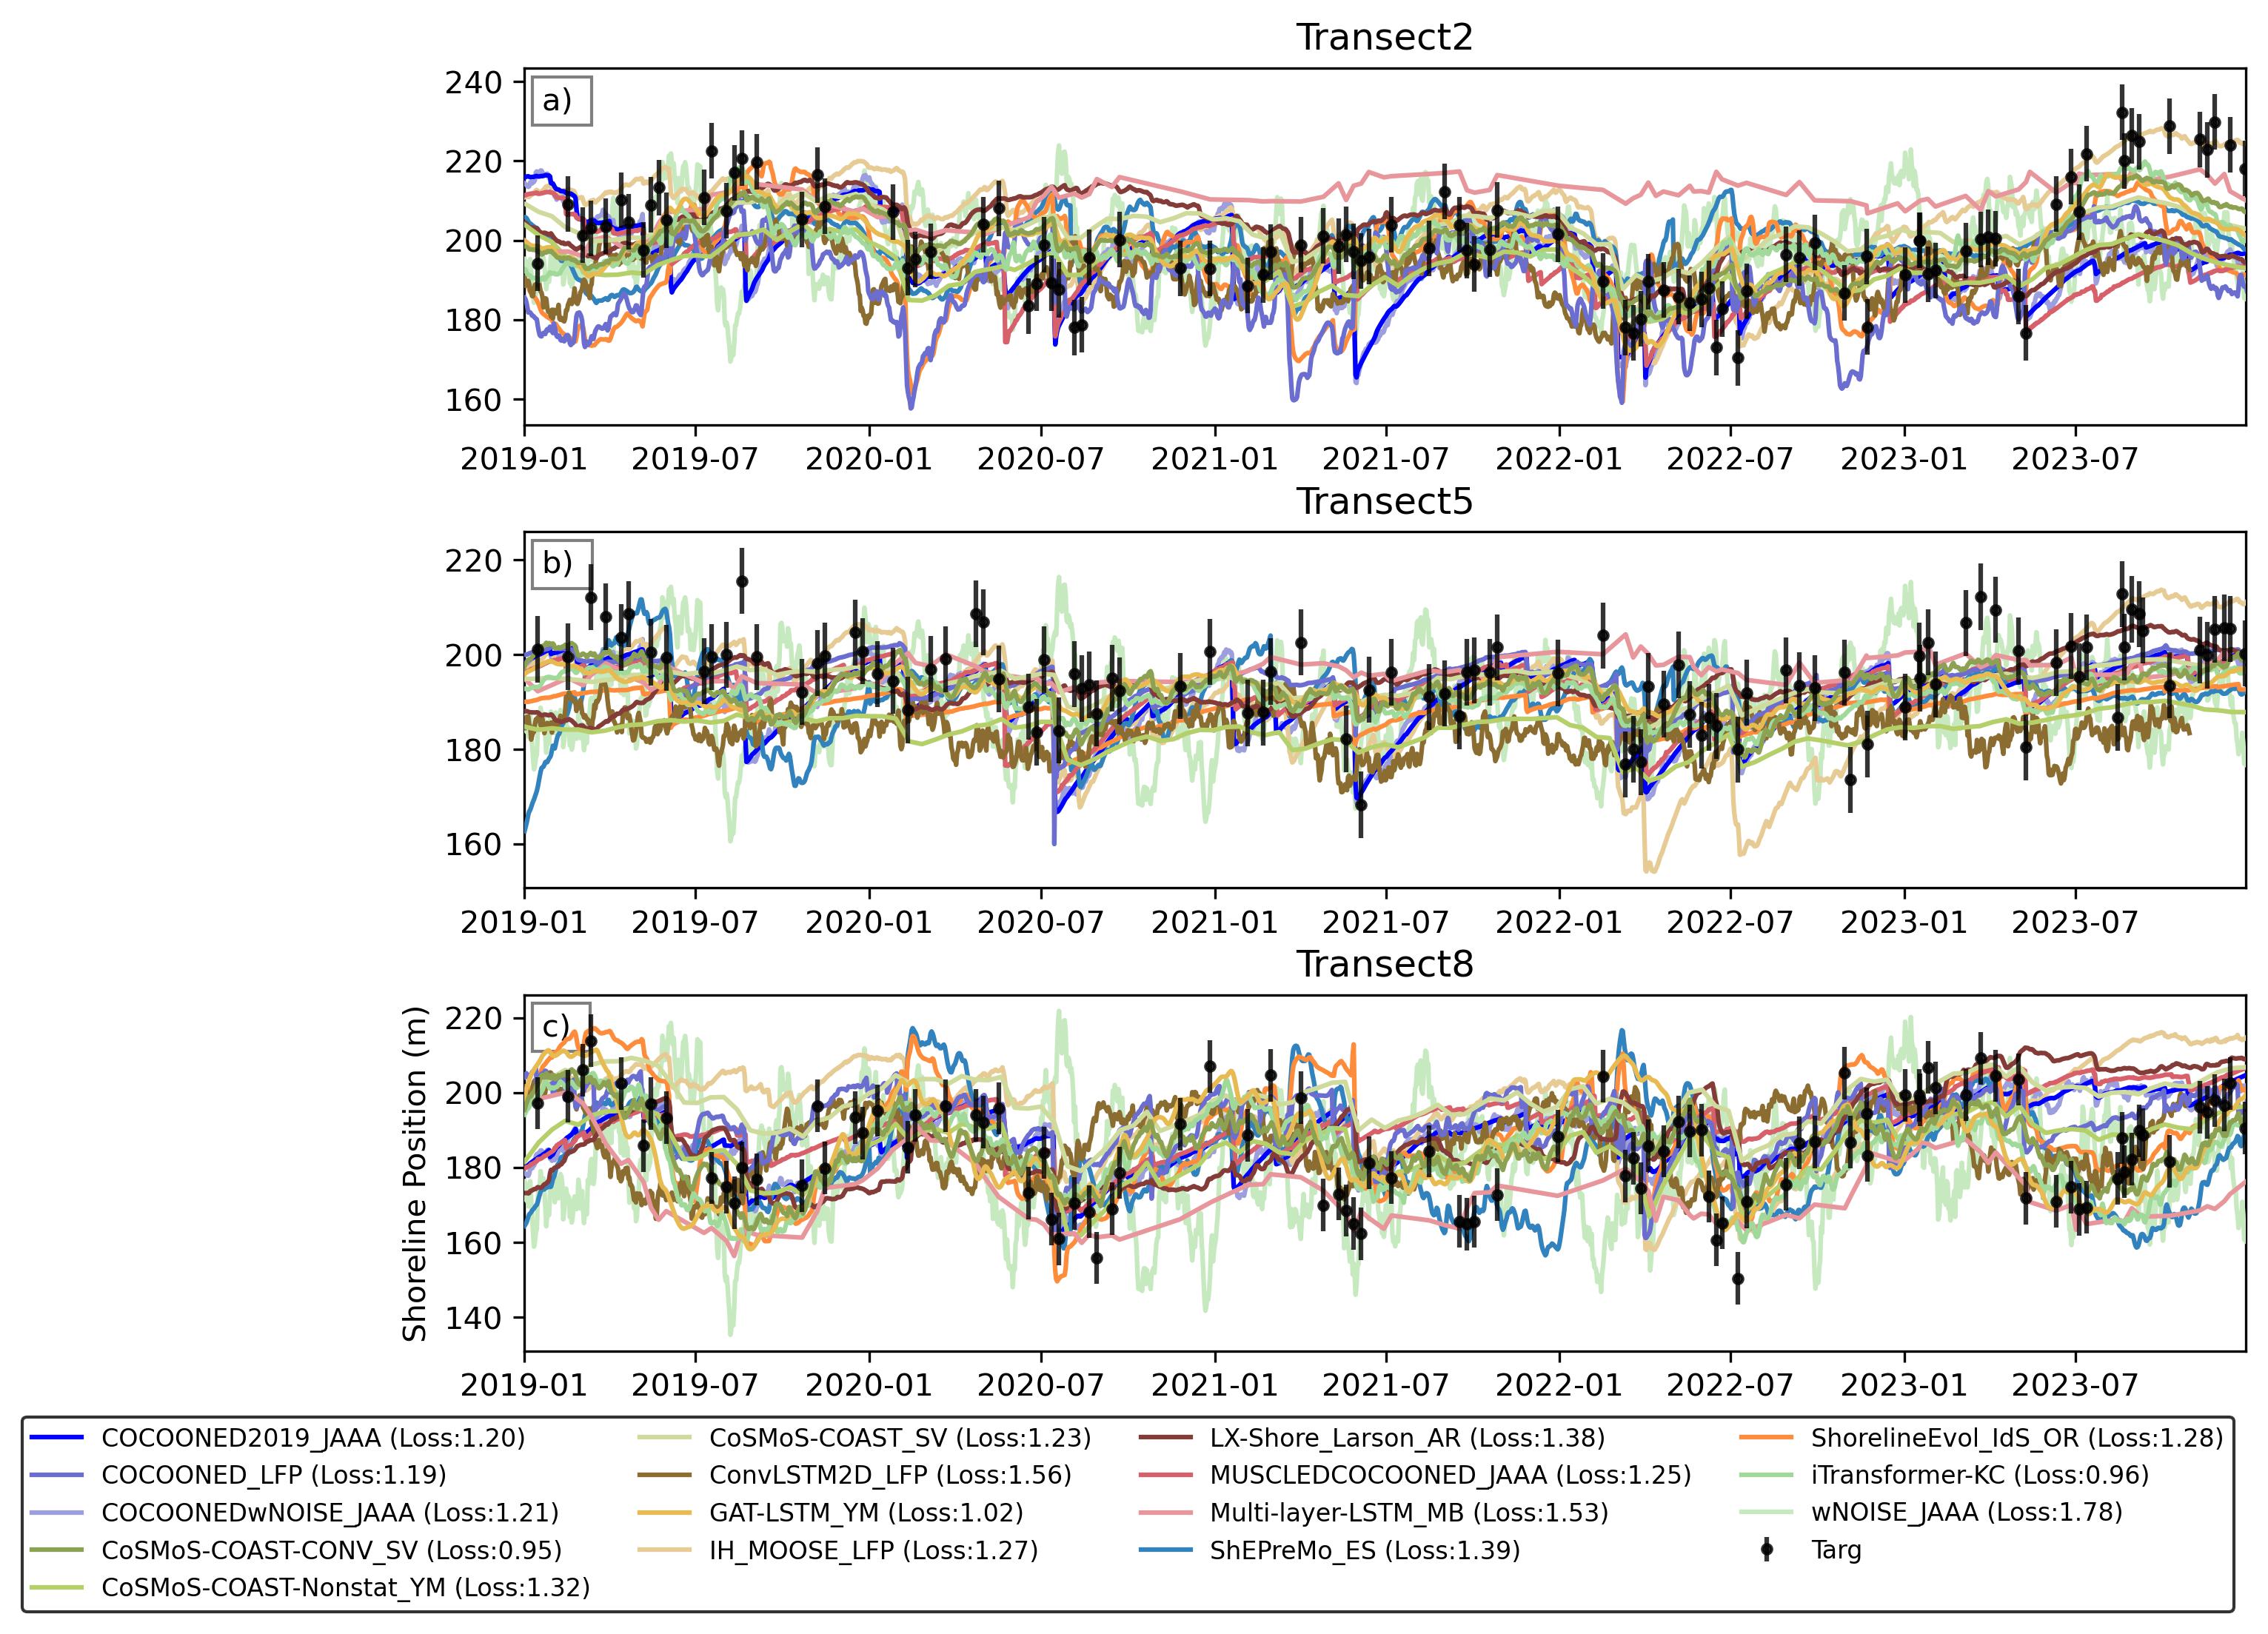 Transect2
a)
240
220
200
180
160
2019-01 2019-07 2020-01 2020-07 2021-01 2021-07 2022-01 2022-07 2023-01 2023-07
Transect5
b)
220
200
180
160
2019-01 2019-07 2020-01 2020-07 2021-01 2021-07 2022-01 2022-07 2023-01 2023-07
Transect8
c)
Shoreline Position (m)
220
200
180
160
140
2019-01 2019-07 2020-01 2020-07 2021-01 2021-07 2022-01 2022-07 2023-01 2023-07
COCOONED2019_JAAA (Loss:1.20)
COCOONED_LFP (Loss:1.19)
COCOONEDwNOISE_JAAA (Loss:1.21)
CoSMoS-COAST-CONV_SV (Loss:0.95)
CoSMoS-COAST-Nonstat_YM (Loss:1.32)
CoSMoS-COAST_SV (Loss:1.23)
ConvLSTM2D_LFP (Loss:1.56)
GAT-LSTM_YM (Loss:1.02)
IH_MOOSE_LFP (Loss:1.27)
LX-Shore_Larson_AR (Loss:1.38)
MUSCLEDCOCOONED_JAAA (Loss:1.25)
Multi-layer-LSTM_MB (Loss:1.53)
ShEPreMo_ES (Loss:1.39)
ShorelineEvol_IdS_OR (Loss:1.28)
iTransformer-KC (Loss:0.96)
wNOISE_JAAA (Loss:1.78)
Targ